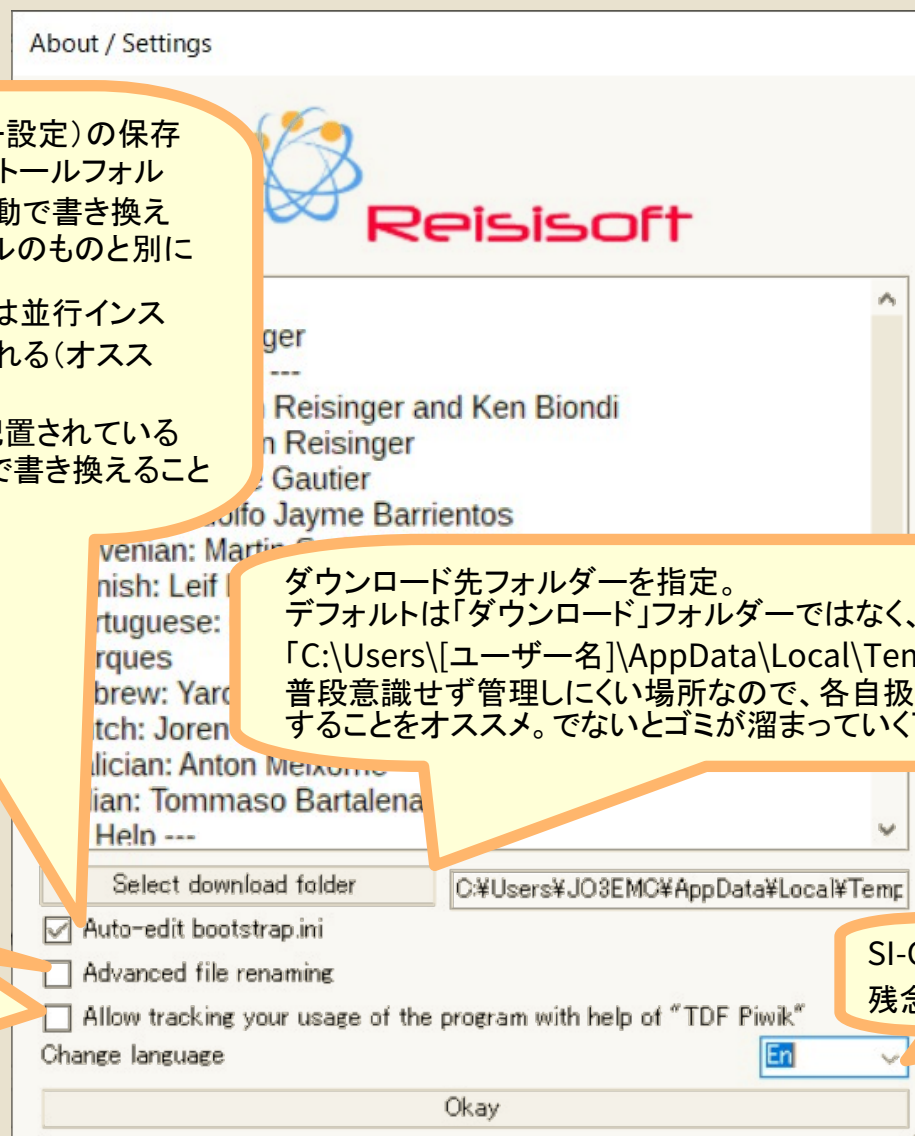 About / Settings
設定）の保存
トールフォル
動で書き換え
ルのものと別に
は並行インス
れる（オスス
置されている
で書き換えること
Reisisoft
ger
---
Reisinger and Ken Biondi
n Reisinger
Gautier
olfo Jayme Barrientos
venian: Martin
nish: Leif
rtuguese:
rques
brew: Yaro
tch: Joren
lician: Anton Meixome
lian: Tommaso Bartalena
Help ---
ダウンロード先フォルダーを指定。
デフォルトは「ダウンロード」フォルダーではなく、
「C:\Users\[ユーザー名]\AppData\Local\Tem
普段意識せず管理しにくい場所なので、各自扱
することをオススメ。でないとゴミが溜まっていく
Select download folder
C:¥Users¥JO3EMC¥AppData¥Local¥Temp
Auto-edit bootstrap.ini
Advanced file renaming
Allow tracking your usage of the program with help of "TDF Piwik"
SI-
残念
Change language
En
Okay